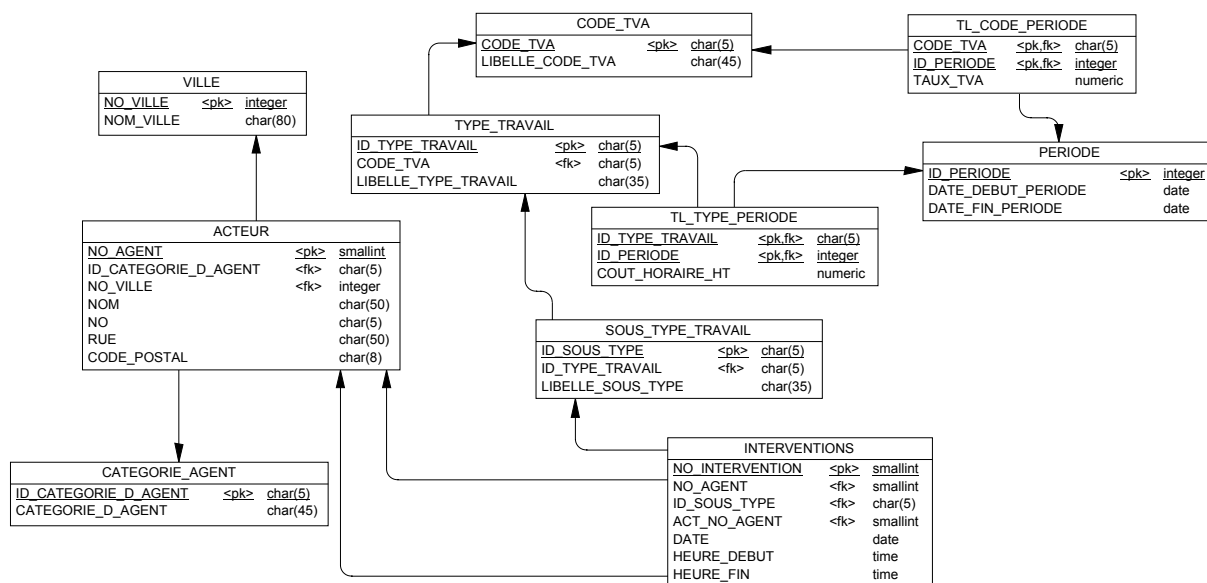 CODE_TVA
CODE_TVA <pk> char(5)
LIBELLE_CODE_TVA char(45)
TL_CODE_PERIODE
CODE_TVA <pk,fk> char(5)
ID_PERIODE <pk,fk> integer
TAUX_TVA numeric
VILLE
NO_VILLE <pk> integer
NOM_VILLE char(80)
TYPE_TRAVAIL
ID_TYPE_TRAVAIL <pk> char(5)
CODE_TVA <fk> char(5)
LIBELLE_TYPE_TRAVAIL char(35)
PERIODE
ID_PERIODE <pk> integer
DATE_DEBUT_PERIODE date
DATE_FIN_PERIODE date
TL_TYPE_PERIODE
ID_TYPE_TRAVAIL <pk,fk> char(5)
ID_PERIODE <pk,fk> integer
COUT_HORAIRE_HT numeric
ACTEUR
NO_AGENT <pk> smallint
ID_CATEGORIE_D_AGENT <fk> char(5)
NO_VILLE <fk> integer
NOM char(50)
NO char(5)
RUE char(50)
CODE_POSTAL char(8)
SOUS_TYPE_TRAVAIL
ID_SOUS_TYPE <pk> char(5)
ID_TYPE_TRAVAIL <fk> char(5)
LIBELLE_SOUS_TYPE char(35)
CATEGORIE_AGENT
ID_CATEGORIE_D_AGENT <pk> char(5)
CATEGORIE_D_AGENT char(45)
INTERVENTIONS
NO_INTERVENTION <pk> smallint
NO_AGENT <fk> smallint
ID_SOUS_TYPE <fk> char(5)
ACT_NO_AGENT <fk> smallint
DATE date
HEURE_DEBUT time
HEURE_FIN time